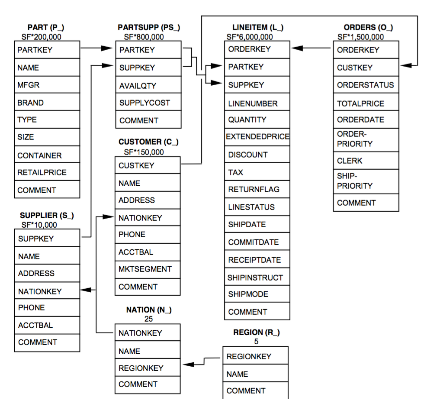 PART (P_)
SF*200,000
PARTKEY
NAME
MFGR
BRAND
TYPE
SIZE
CONTAINER
RETAILPRICE
COMMENT
SUPPLIER (S_)
SF*10,000
SUPPKEY
NAME
ADDRESS
NATIONKEY
PHONE
ACCTBAL
COMMENT
PARTSUPP (PS_)
SF*800,000
PARTKEY
SUPPKEY
AVAILQTY
SUPPLYCOST
COMMENT
CUSTOMER (C_)
SF*150,000
CUSTKEY
NAME
ADDRESS
NATIONKEY
PHONE
ACCTBAL
MKTSEGMENT
COMMENT
NATION (N_)
25
NATIONKEY
NAME
REGIONKEY
COMMENT
LINEITEM (L_)
SF*6,000,000
ORDERKEY
PARTKEY
SUPPKEY
LINENUMBER
QUANTITY
EXTENDEDPRICE
DISCOUNT
TAX
RETURNFLAG
LINESTATUS
SHIPDATE
COMMITDATE
RECEIPTDATE
SHIPINSTRUCT
SHIPMODE
COMMENT
ORDERS (O_)
SF*1,500,000
ORDERKEY
CUSTKEY
ORDERSTATUS
TOTALPRICE
ORDERDATE
ORDER-
PRIORITY
CLERK
SHIP-
PRIORITY
COMMENT
REGION (R_)
5
REGIONKEY
NAME
COMMENT